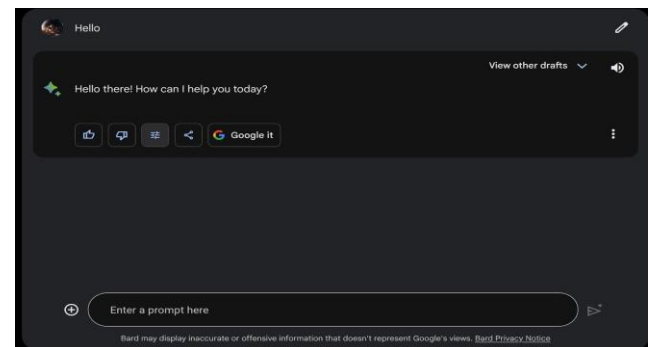 Hello
View other drafts
Hello there! How can I help you today?
Google it
Enter a prompt here
Bard may display inaccurate or offensive information that doesn't represent Google's views. Bard Privacy Notice